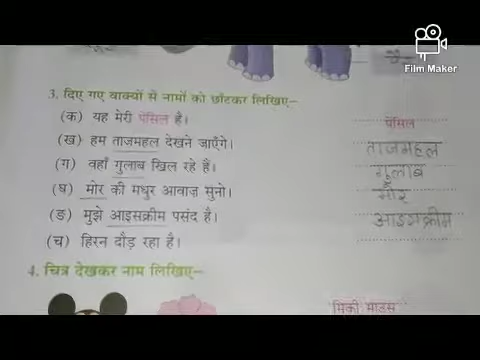 Film Maker
3. दिए गए वाक्यों से नामों को छाँटकर लिखिए–
(क) यह मेरी पेंसिल है। पेंसिल
(ख) हम ताजमहल देखने जाएँगे। ताजमहल
(ग) वहाँ गुलाब खिल रहे हैं। गुलाब
(घ) मोर की मधुर आवाज़ सुनो। मोर
(ङ) मुझे आइसक्रीम पसंद है। आइसक्रीम
(च) हिरन दौड़ रहा है।
4. चित्र देखकर नाम लिखिए–
मिकी माउस